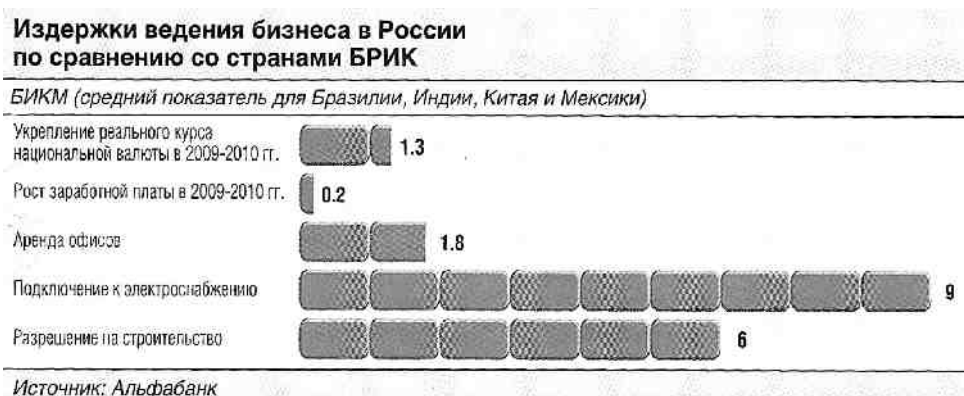 Издержки ведения бизнеса в России
по сравнению со странами БРИК
БИКМ (средний показатель для Бразилии, Индии, Китая и Мексики)
Укрепление реального курса
национальной валюты в 2009-2010 гг.
1.3
Рост заработной платы в 2009-2010 гг.
0.2
Аренда офисов
1.8
Подключение к электроснабжению
9
Разрешение на строительство
6
Источник: Альфабанк